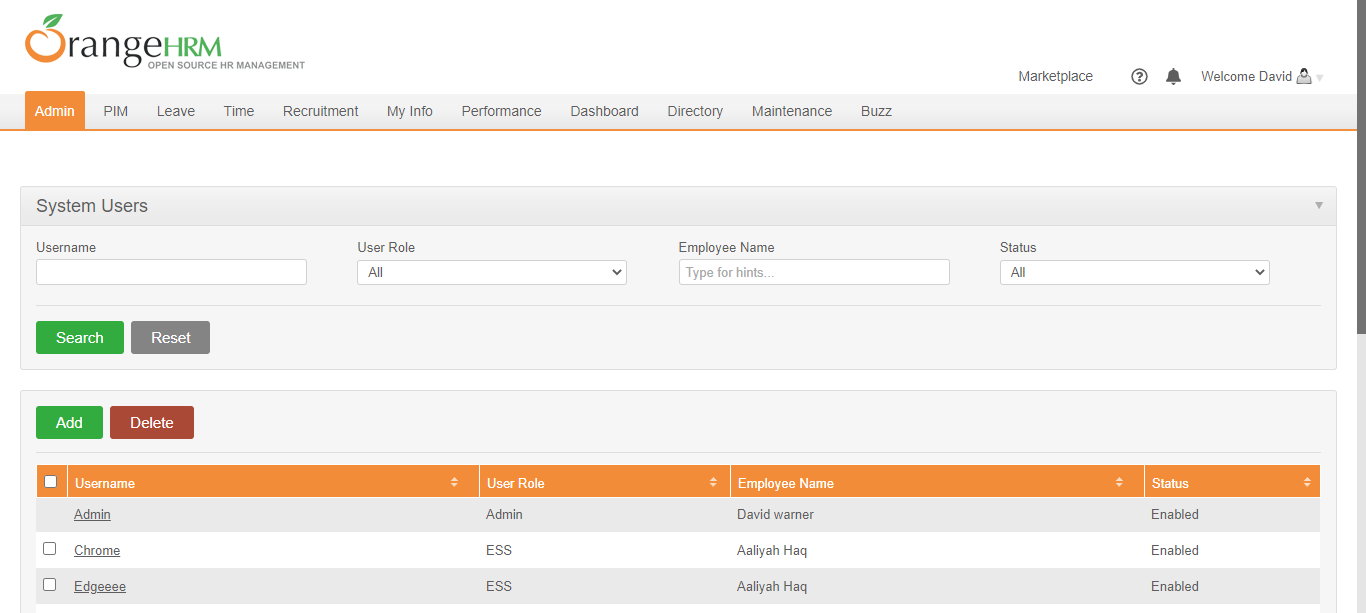 OrangeHRM
OPEN SOURCE HR MANAGEMENT
Marketplace ? Welcome David
Admin PIM Leave Time Recruitment My Info Performance Dashboard Directory Maintenance Buzz
System Users
Username User Role Employee Name Status
All Type for hints... All
Search Reset
Add Delete
Username User Role Employee Name Status
Admin Admin David warner Enabled
Chrome ESS Aaliyah Haq Enabled
Edgeeee ESS Aaliyah Haq Enabled